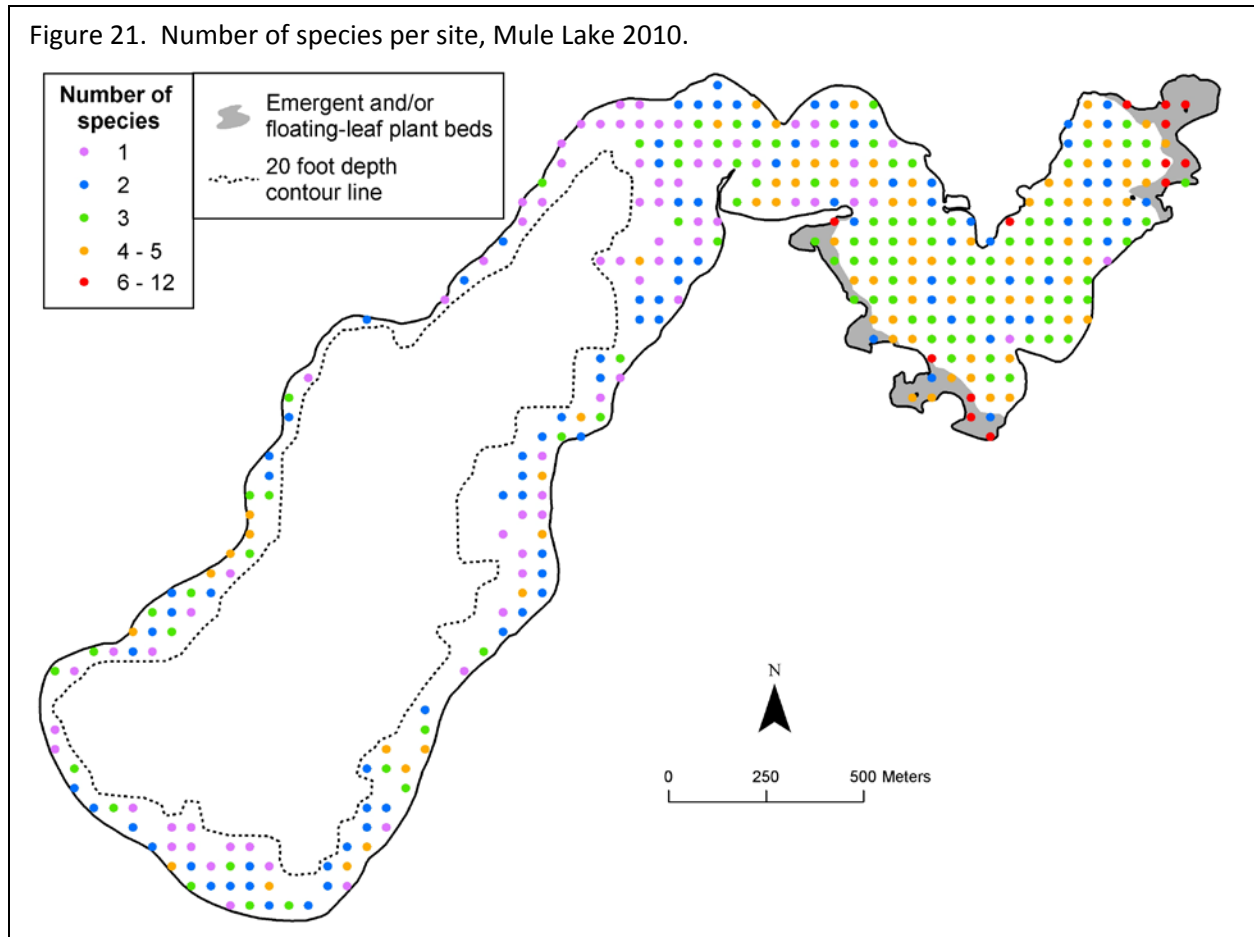 Figure 21.  Number of species per site, Mule Lake 2010.
Number of
species
1
2
3
4 - 5
6 - 12
Emergent and/or
floating-leaf plant beds
20 foot depth
contour line
N
0 250 500 Meters